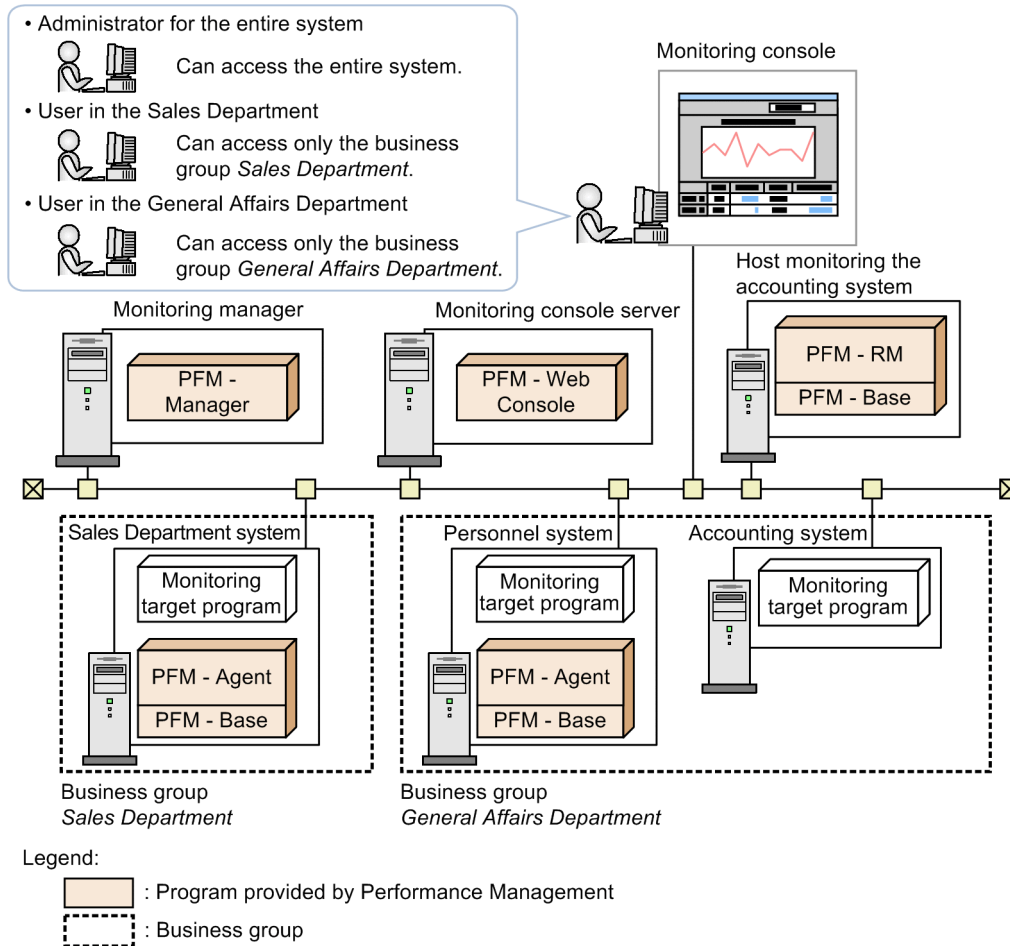 • Administrator for the entire system
Can access the entire system.
• User in the Sales Department
Can access only the business
group Sales Department.
• User in the General Affairs Department
Can access only the business
group General Affairs Department.
Monitoring console
Monitoring manager
PFM -
Manager
Monitoring console server
PFM - Web
Console
Host monitoring the
accounting system
PFM - RM
PFM - Base
Sales Department system
Monitoring
target program
PFM - Agent
PFM - Base
Personnel system
Monitoring
target program
PFM - Agent
PFM - Base
Accounting system
Monitoring
target program
Business group
Sales Department
Business group
General Affairs Department
Legend:
: Program provided by Performance Management
: Business group